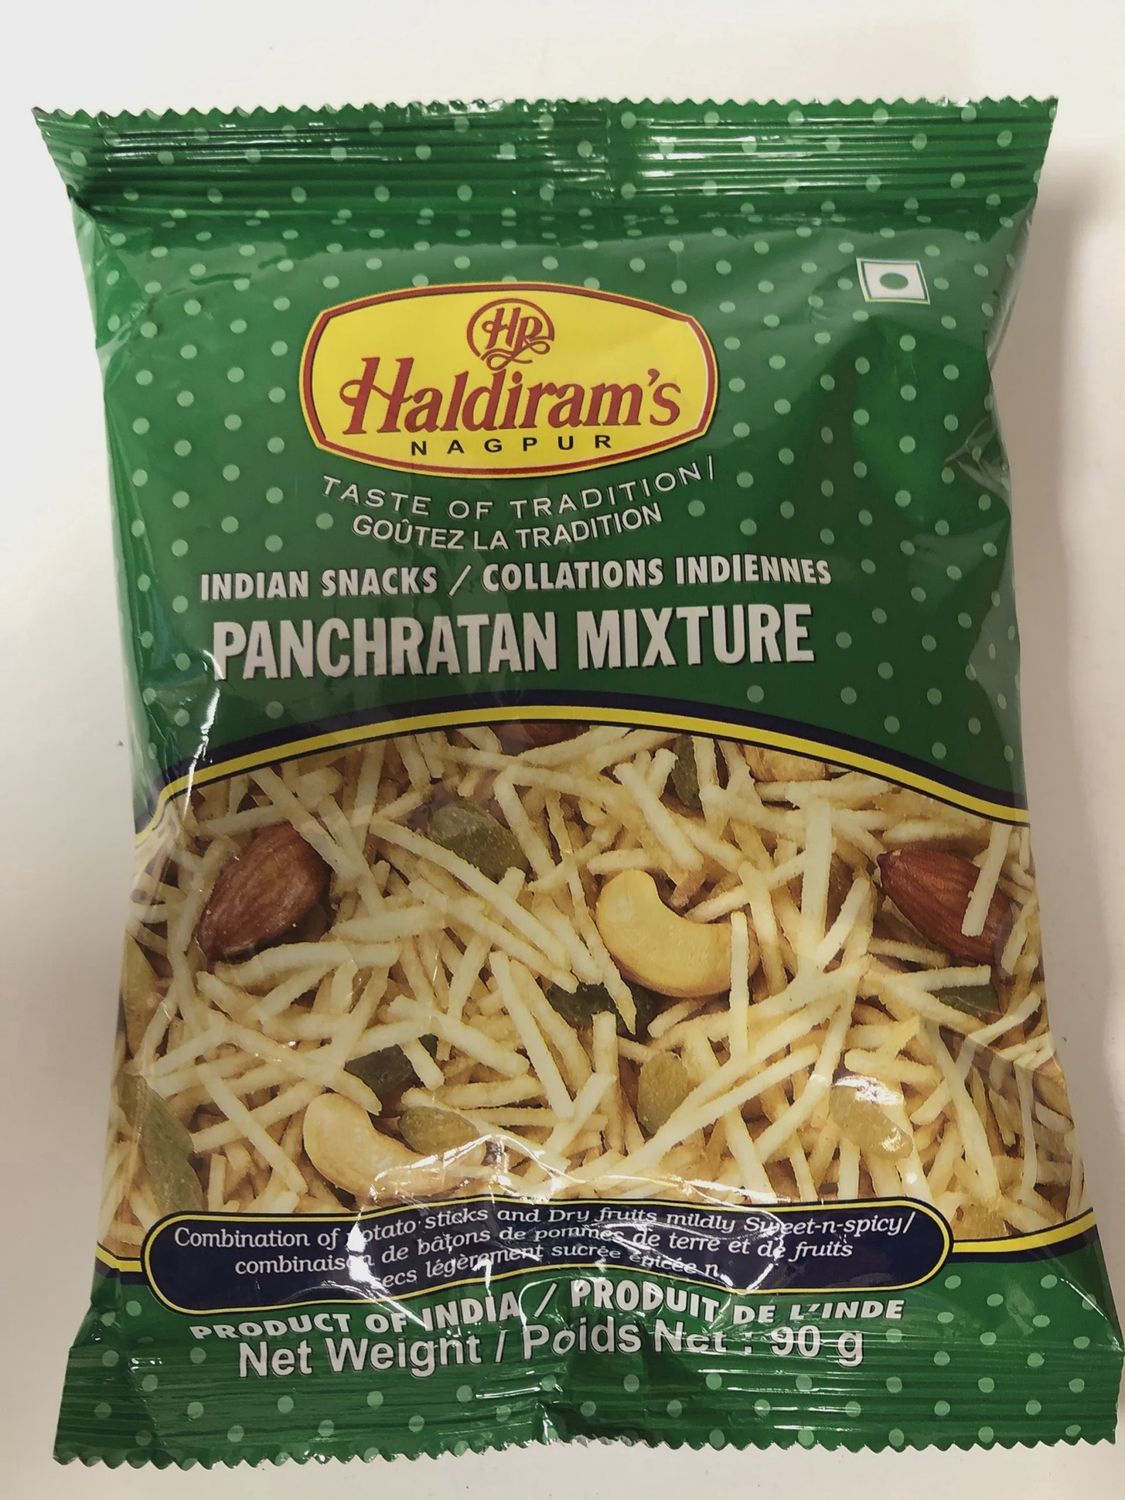 HR
Haldiram's
NAGPUR
TASTE OF TRADITION/
GOÛTEZ LA TRADITION
INDIAN SNACKS / COLLATIONS INDIENNES
PANCHRATAN MIXTURE
Combination of potato sticks and Dry fruits mildly Sweet-n-spicy/
combinaison de bâtons de pommes de terre et de fruits
secs légèrement sucrée
PRODUCT OF INDIA / PRODUIT DE L'INDE
Net Weight / Poids Net : 90 g